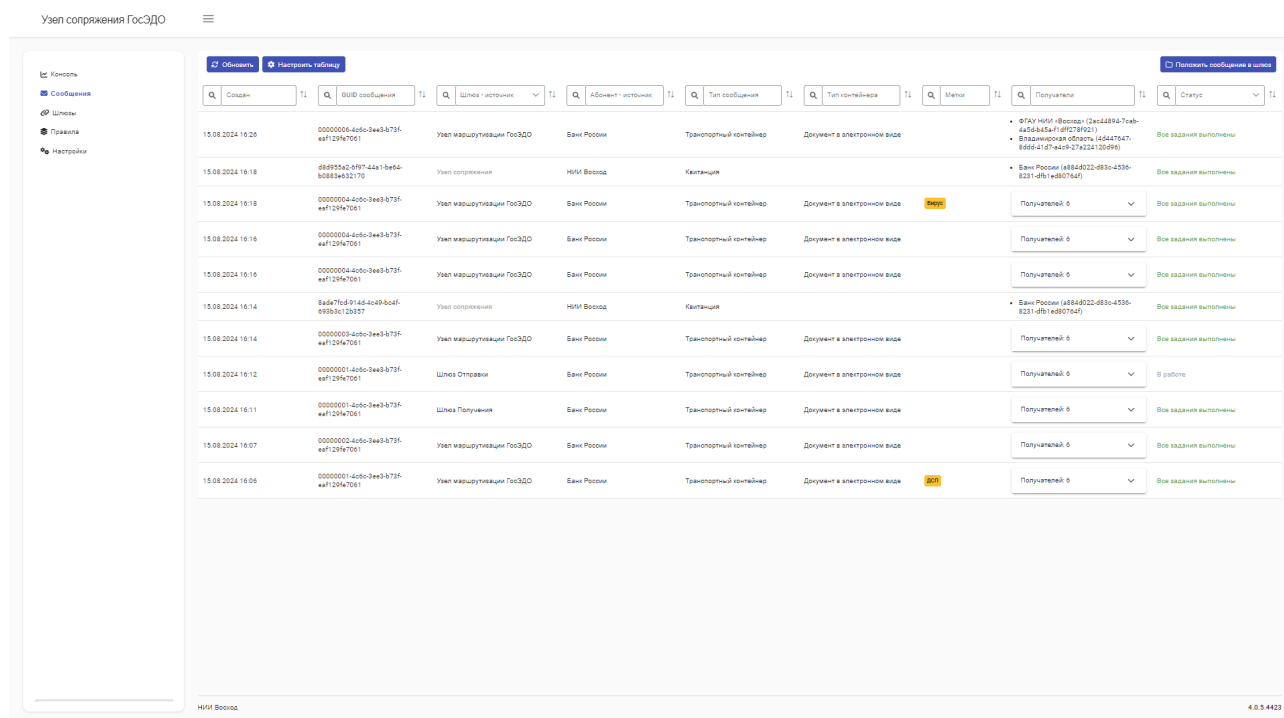 Узел сопряжения ГосЭДО
Консоль
Сообщения
Шлюзы
Правила
Настройки
Обновить
Настроить таблицу
Положить сообщение в шлюз
Создан
GUID сообщения
Шлюз - источник
Абонент - источник
Тип сообщения
Тип контейнера
Метки
Получатели
Статус
15.08.2024 16:26
00000006-4c6c-3ee3-b73f-
eaf129fe7061
Узел маршрутизации ГосЭДО
Банк России
Транспортный контейнер
Документ в электронном виде
ФГАУ НИИ «Восход» (2ac44894-7cab-
4a5d-b45a-f1dff278f921)
Владимирская область (4d447647-
8ddd-41d7-a4c9-27a224120d96)
Все задания выполнены
15.08.2024 16:18
d8d955a2-6f97-44a1-be64-
b0883e632170
Узел сопряжения
НИИ Восход
Квитанция
Банк России (a884d022-d83c-4536-
8231-dfb1ed80764f)
Все задания выполнены
15.08.2024 16:18
00000004-4c6c-3ee3-b73f-
eaf129fe7061
Узел маршрутизации ГосЭДО
Банк России
Транспортный контейнер
Документ в электронном виде
Вирус
Получателей: 6
Все задания выполнены
15.08.2024 16:16
00000004-4c6c-3ee3-b73f-
eaf129fe7061
Узел маршрутизации ГосЭДО
Банк России
Транспортный контейнер
Документ в электронном виде
Получателей: 6
Все задания выполнены
15.08.2024 16:16
00000004-4c6c-3ee3-b73f-
eaf129fe7061
Узел маршрутизации ГосЭДО
Банк России
Транспортный контейнер
Документ в электронном виде
Получателей: 6
Все задания выполнены
15.08.2024 16:14
8ade7fcd-914d-4c49-bc4f-
693b3c12b357
Узел сопряжения
НИИ Восход
Квитанция
Банк России (a884d022-d83c-4536-
8231-dfb1ed80764f)
Все задания выполнены
15.08.2024 16:14
00000003-4c6c-3ee3-b73f-
eaf129fe7061
Узел маршрутизации ГосЭДО
Банк России
Транспортный контейнер
Документ в электронном виде
Получателей: 6
Все задания выполнены
15.08.2024 16:12
00000001-4c6c-3ee3-b73f-
eaf129fe7061
Шлюз Отправки
Банк России
Транспортный контейнер
Документ в электронном виде
Получателей: 6
В работе
15.08.2024 16:11
00000001-4c6c-3ee3-b73f-
eaf129fe7061
Шлюз Получения
Банк России
Транспортный контейнер
Документ в электронном виде
Получателей: 6
Все задания выполнены
15.08.2024 16:07
00000002-4c6c-3ee3-b73f-
eaf129fe7061
Узел маршрутизации ГосЭДО
Банк России
Транспортный контейнер
Документ в электронном виде
Получателей: 6
Все задания выполнены
15.08.2024 16:06
00000001-4c6c-3ee3-b73f-
eaf129fe7061
Узел маршрутизации ГосЭДО
Банк России
Транспортный контейнер
Документ в электронном виде
ДСП
Получателей: 6
Все задания выполнены
НИИ Восход
4.0.5.4423